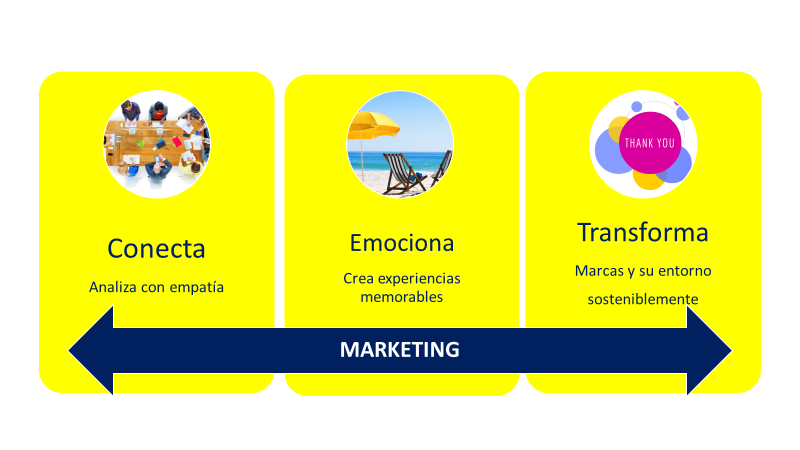 Conecta
Analiza con empatía
Emociona
Crea experiencias
memorables
THANK YOU
Transforma
Marcas y su entorno
sosteniblemente
MARKETING